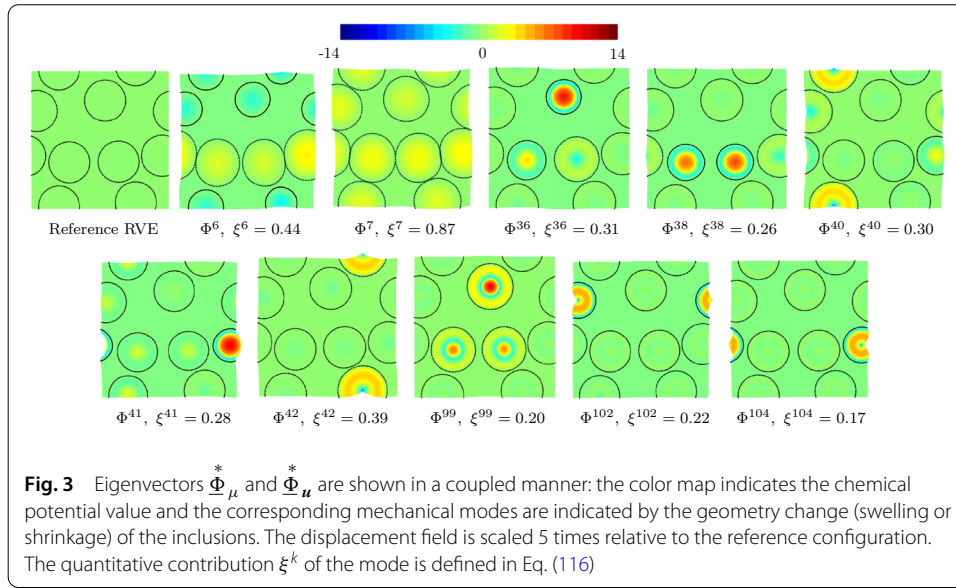 -14 0 14
Reference RVE Φ⁶, ξ⁶ = 0.44 Φ⁷, ξ⁷ = 0.87 Φ³⁶, ξ³⁶ = 0.31 Φ³⁸, ξ³⁸ = 0.26 Φ⁴⁰, ξ⁴⁰ = 0.30
Φ⁴¹, ξ⁴¹ = 0.28 Φ⁴², ξ⁴² = 0.39 Φ⁹⁹, ξ⁹⁹ = 0.20 Φ¹⁰², ξ¹⁰² = 0.22 Φ¹⁰⁴, ξ¹⁰⁴ = 0.17
Fig. 3 Eigenvectors Φ̲* μ and Φ̲* u are shown in a coupled manner: the color map indicates the chemical
potential value and the corresponding mechanical modes are indicated by the geometry change (swelling or
shrinkage) of the inclusions. The displacement field is scaled 5 times relative to the reference configuration.
The quantitative contribution ξᵏ of the mode is defined in Eq. (116)